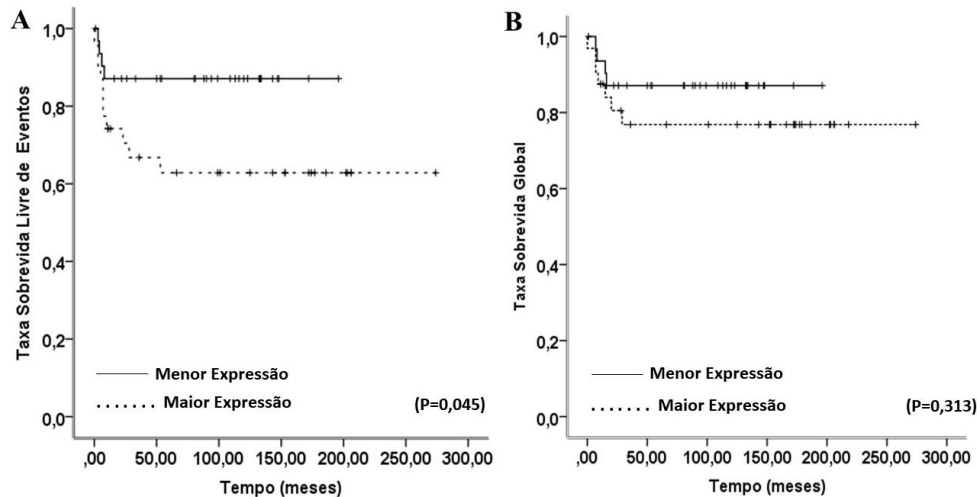 A
Taxa Sobrevida Livre de Eventos
1,0
0,8
0,6
0,4
0,2
0,0
Menor Expressão
Maior Expressão
(P=0,045)
,00
50,00
100,00
150,00
200,00
250,00
300,00
Tempo (meses)
B
Taxa Sobrevida Global
1,0
0,8
0,6
0,4
0,2
0,0
Menor Expressão
Maior Expressão
(P=0,313)
,00
50,00
100,00
150,00
200,00
250,00
300,00
Tempo (meses)